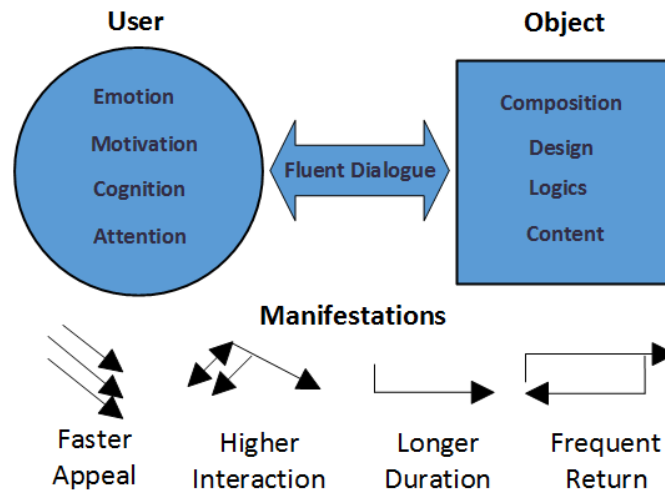 User
Object
Emotion
Motivation
Cognition
Attention
Fluent Dialogue
Composition
Design
Logics
Content
Manifestations
Faster
Appeal
Higher
Interaction
Longer
Duration
Frequent
Return